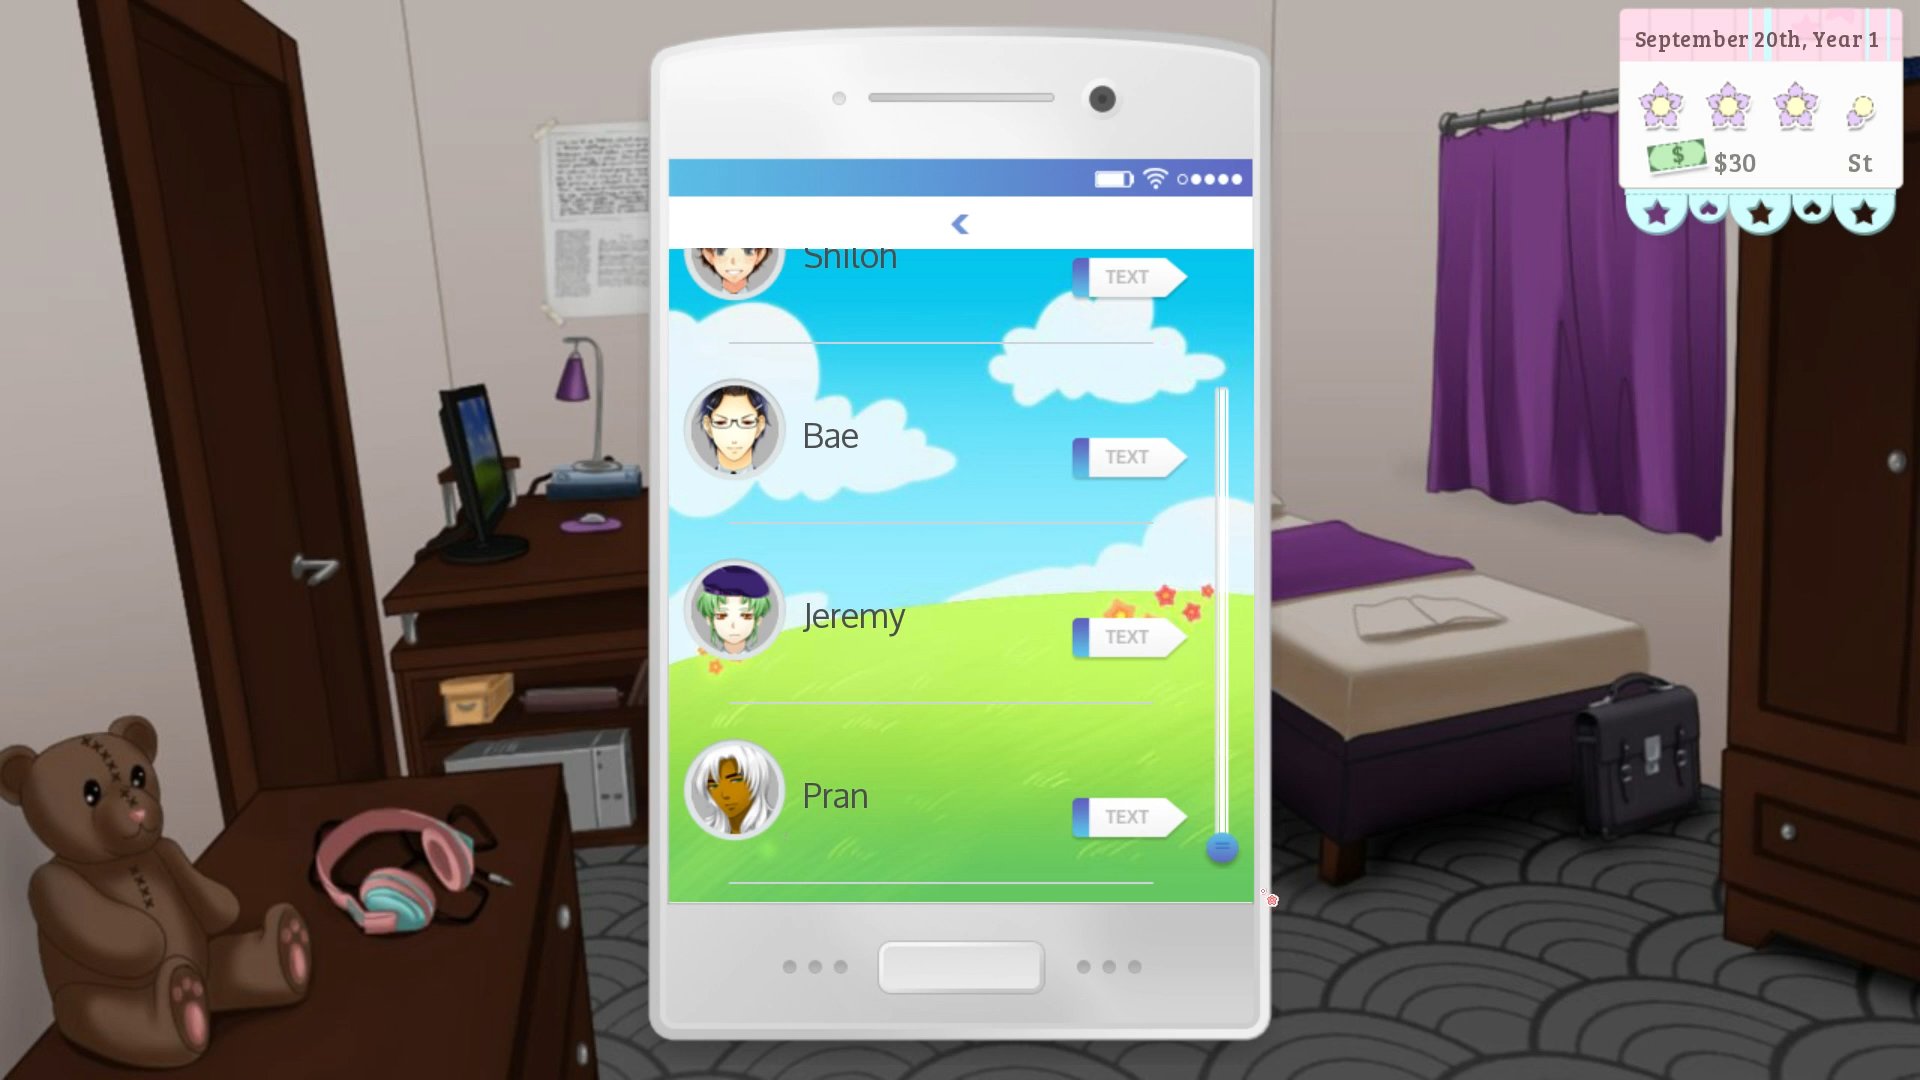 September 20th, Year 1
$
$30
St
Shiloh
TEXT
Bae
TEXT
Jeremy
TEXT
Pran
TEXT